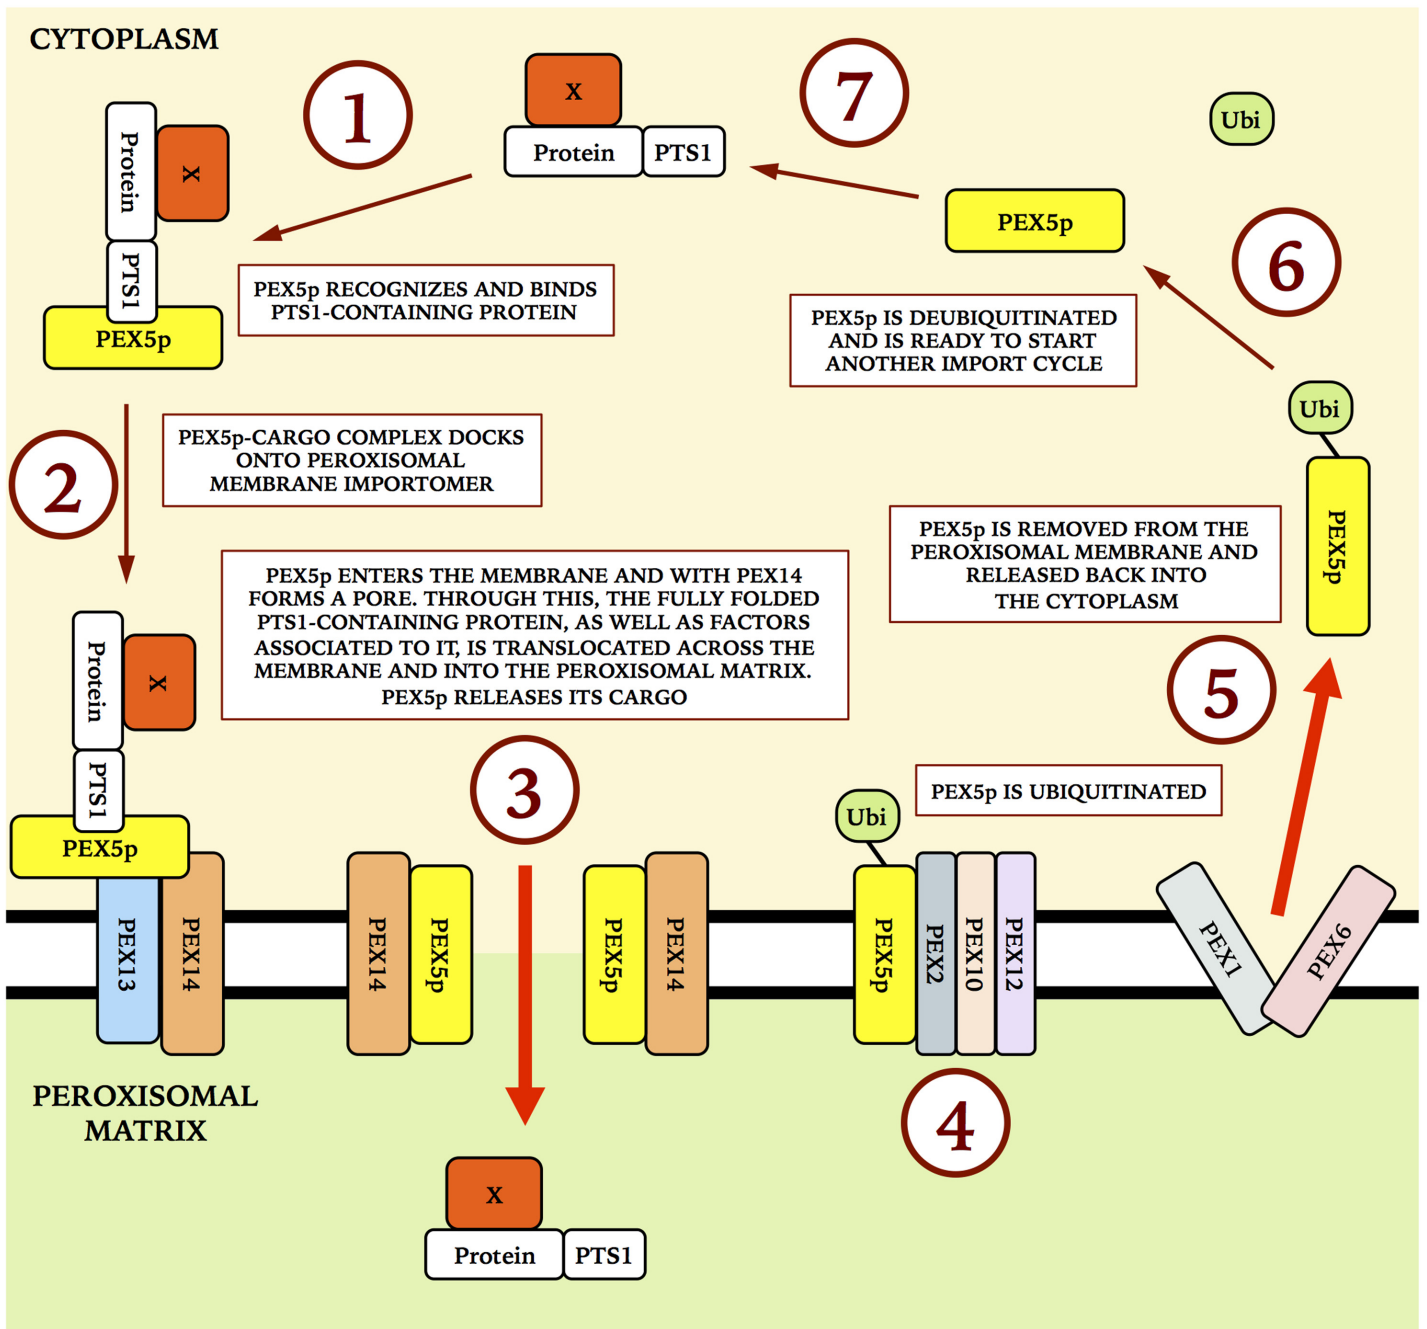 CYTOPLASM
1
X
Protein
PTS1
7
Ubi
Protein
X
PTS1
PEX5p
PEX5p RECOGNIZES AND BINDS
PTS1-CONTAINING PROTEIN
PEX5p
6
PEX5p IS DEUBIQUITINATED
AND IS READY TO START
ANOTHER IMPORT CYCLE
Ubi
PEX5p
2
PEX5p-CARGO COMPLEX DOCKS
ONTO PEROXISOMAL
MEMBRANE IMPORTOMER
PEX5p IS REMOVED FROM THE
PEROXISOMAL MEMBRANE AND
RELEASED BACK INTO
THE CYTOPLASM
5
PEX5p ENTERS THE MEMBRANE AND WITH PEX14
FORMS A PORE. THROUGH THIS, THE FULLY FOLDED
PTS1-CONTAINING PROTEIN, AS WELL AS FACTORS
ASSOCIATED TO IT, IS TRANSLOCATED ACROSS THE
MEMBRANE AND INTO THE PEROXISOMAL MATRIX.
PEX5p RELEASES ITS CARGO
3
Protein
X
PTS1
PEX5p
PEX13
PEX14
PEX14
PEX5p
PEX5p
PEX14
PEX5p IS UBIQUITINATED
Ubi
PEX5p
PEX2
PEX10
PEX12
4
PEX1
PEX6
PEROXISOMAL
MATRIX
X
Protein
PTS1